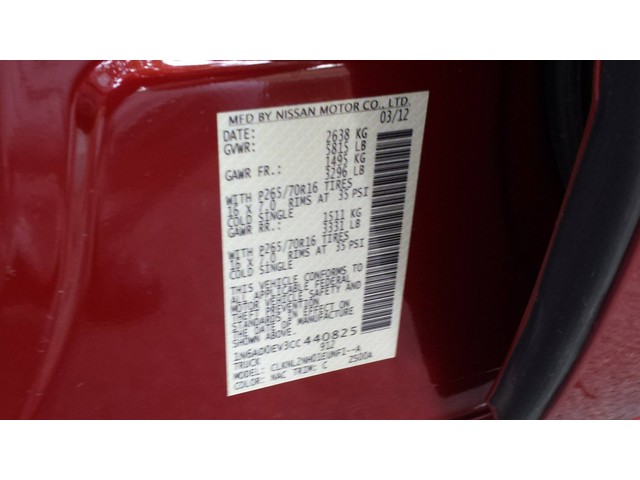 MFD BY NISSAN MOTOR CO., LTD.
DATE: 03/12
GVWR: 2638 KG
5815 LB
GAWR FR.: 1495 KG
3296 LB
WITH P265/70R16 TIRES
16 X 7.0 RIMS AT 35 PSI
COLD SINGLE
GAWR RR.: 1511 KG
3331 LB
WITH P265/70R16 TIRES
16 X 7.0 RIMS AT 35 PSI
COLD SINGLE
THIS VEHICLE CONFORMS TO
ALL APPLICABLE FEDERAL
MOTOR VEHICLE SAFETY AND
THEFT PREVENTION
STANDARDS IN EFFECT ON
THE DATE OF MANUFACTURE
SHOWN ABOVE.
1N6AD0EV3CC440825
TRUCK 912
MODEL: CLKNLZNHO1EUNFI--A
COLOR: NAC TRIM: C 2500A